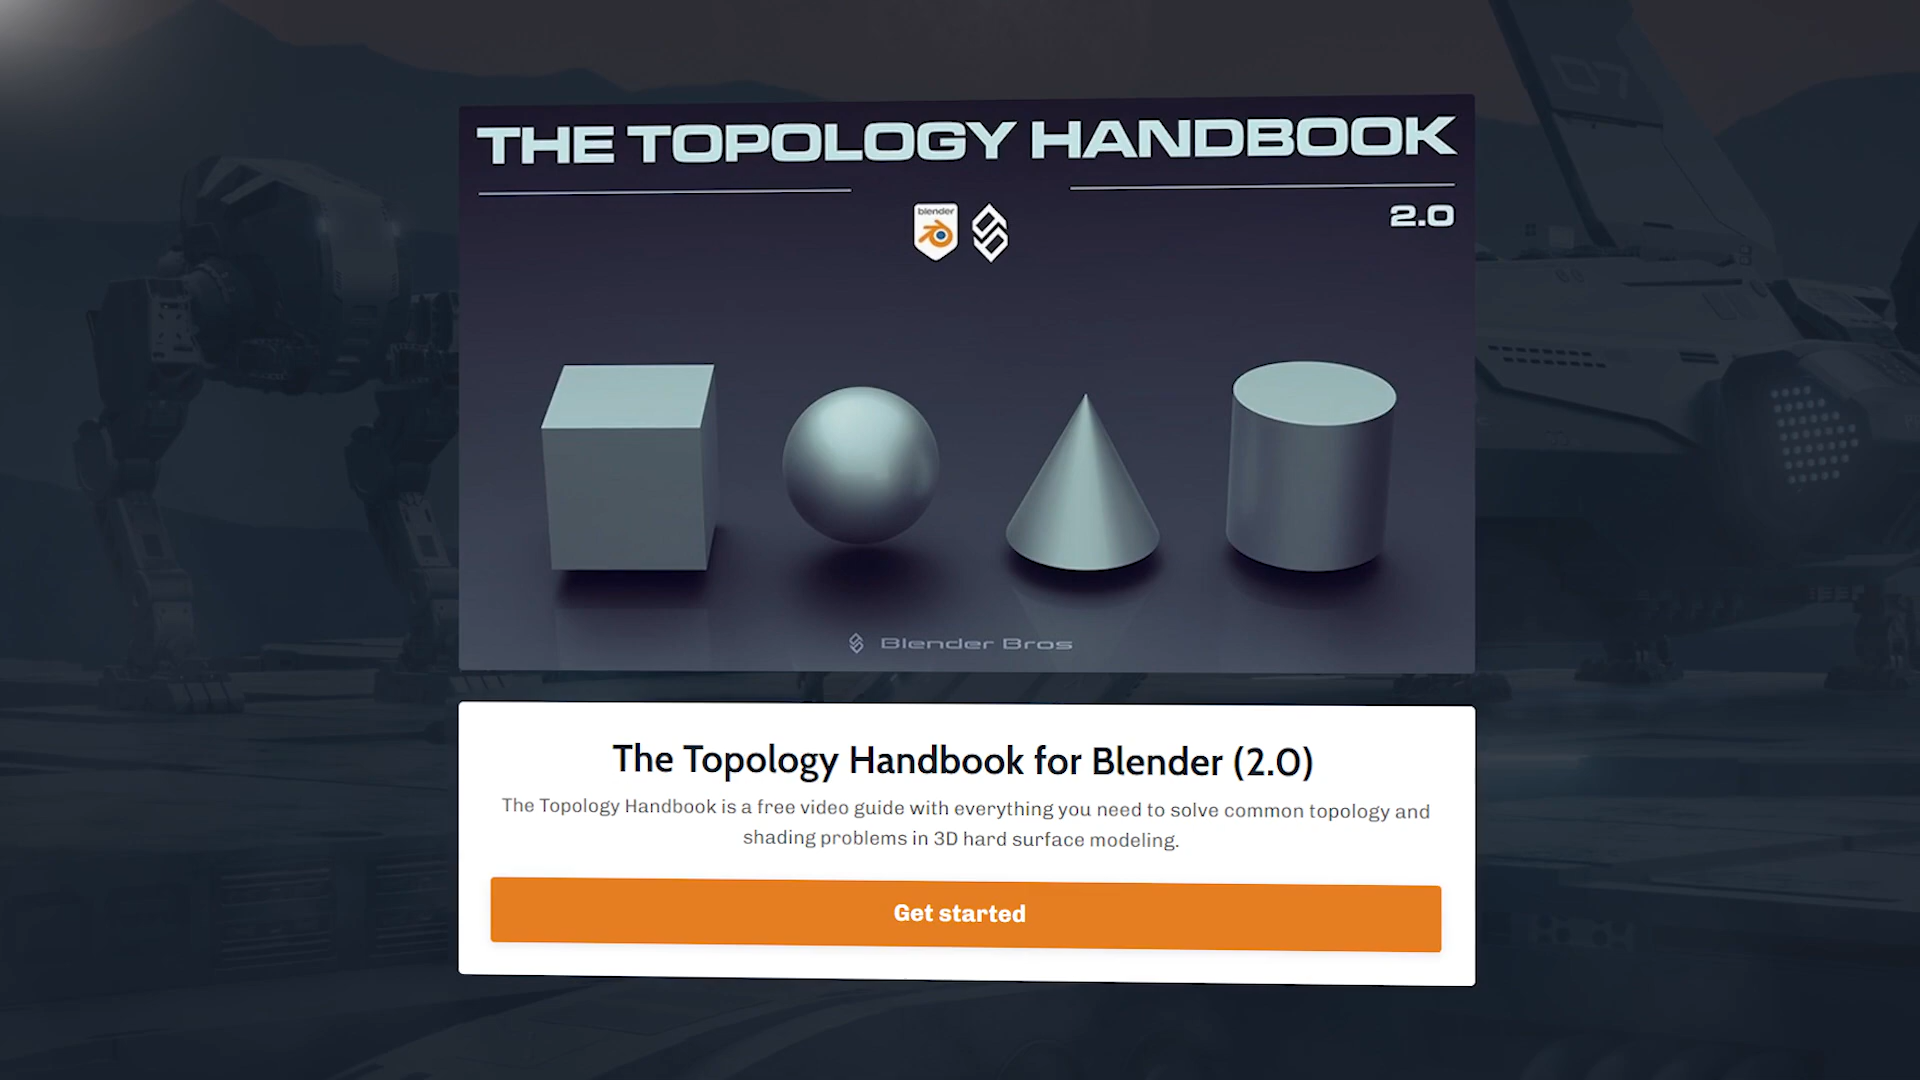 THE TOPOLOGY HANDBOOK
2.0
blender
Blender Bros
The Topology Handbook for Blender (2.0)
The Topology Handbook is a free video guide with everything you need to solve common topology and
shading problems in 3D hard surface modeling.
Get started
07